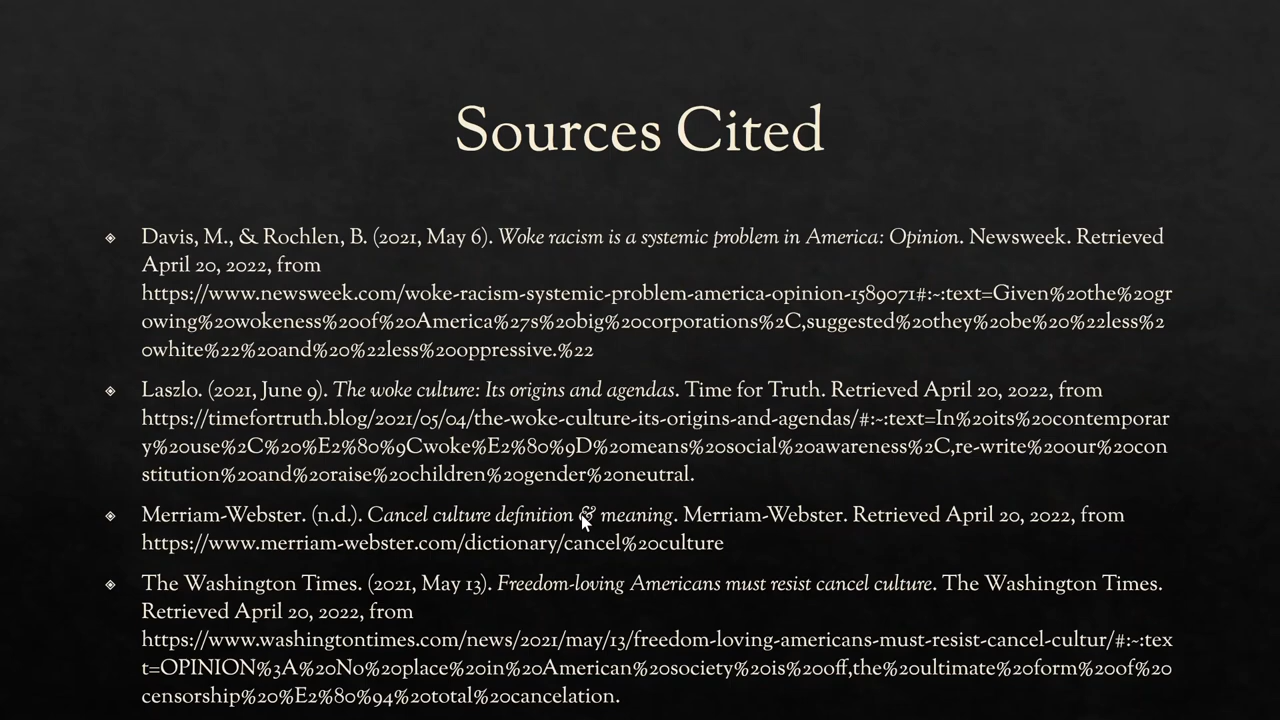 Sources Cited
Davis, M., & Rochlen, B. (2021, May 6). Woke racism is a systemic problem in America: Opinion. Newsweek. Retrieved
April 20, 2022, from
https://www.newsweek.com/woke-racism-systemic-problem-america-opinion-1589071#:~:text=Given%20the%20gr
owing%20wokeness%20of%20America%27s%20big%20corporations%2C,suggested%20they%20be%20%22less%2
0white%22%20and%20%22less%20oppressive.%22
Laszlo. (2021, June 9). The woke culture: Its origins and agendas. Time for Truth. Retrieved April 20, 2022, from
https://timefortruth.blog/2021/05/04/the-woke-culture-its-origins-and-agendas/#:~:text=In%20its%20contemporar
y%20use%2C%20%E2%80%9Cwoke%E2%80%9D%20means%20social%20awareness%2C,re-write%20our%20con
stitution%20and%20raise%20children%20gender%20neutral.
Merriam-Webster. (n.d.). Cancel culture definition & meaning. Merriam-Webster. Retrieved April 20, 2022, from
https://www.merriam-webster.com/dictionary/cancel%20culture
The Washington Times. (2021, May 13). Freedom-loving Americans must resist cancel culture. The Washington Times.
Retrieved April 20, 2022, from
https://www.washingtontimes.com/news/2021/may/13/freedom-loving-americans-must-resist-cancel-cultur/#:~:tex
t=OPINION%3A%20No%20place%20in%20American%20society%20is%20off,the%20ultimate%20form%20of%20
censorship%20%E2%80%94%20total%20cancelation.